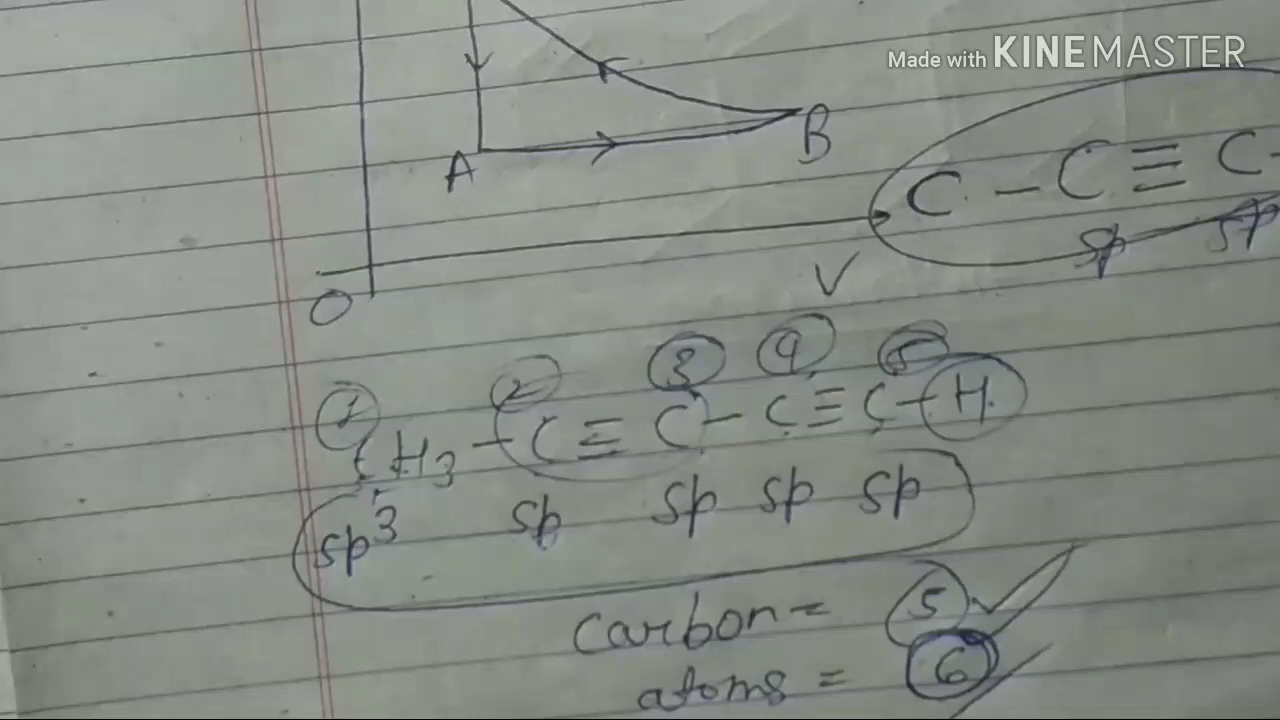 Made with KINEMASTER
A B
C - C ≡ C -
sp sp
O V
1 2 3 4 5
CH3 - C ≡ C - C ≡ C - H
sp³ sp sp sp sp
carbon = 5
atoms = 6